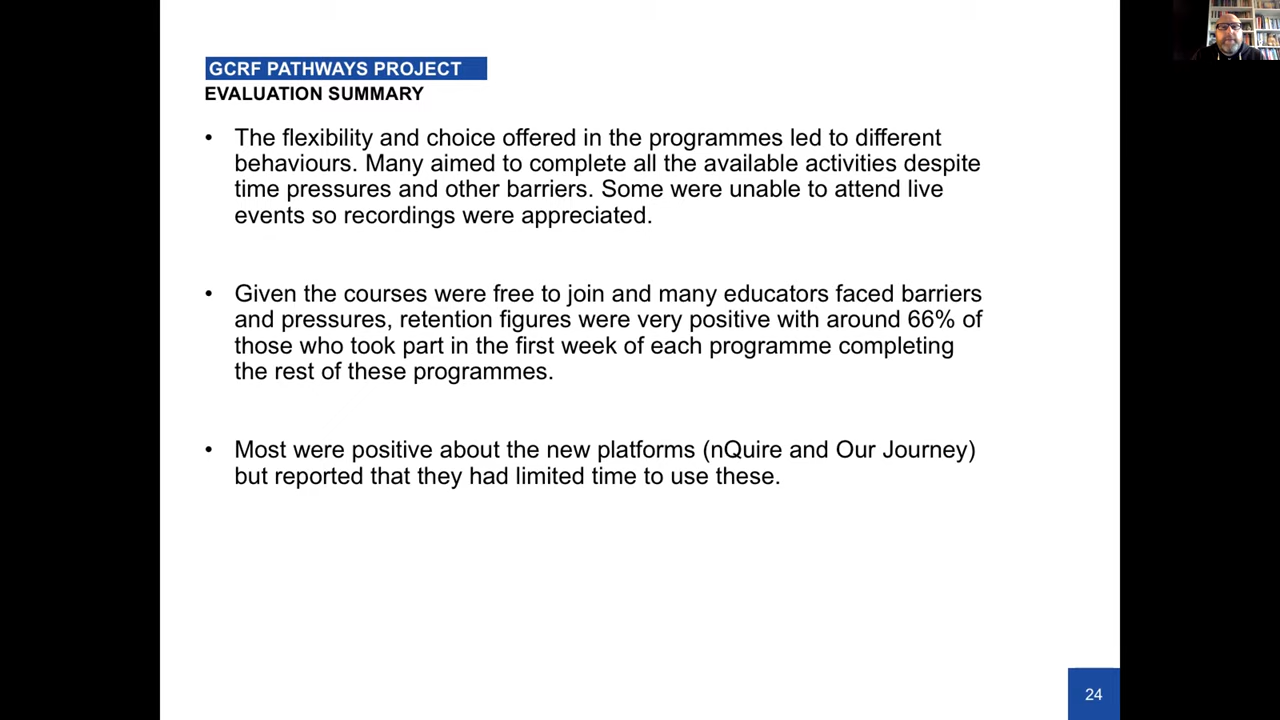 GCRF PATHWAYS PROJECT
EVALUATION SUMMARY
• The flexibility and choice offered in the programmes led to different
behaviours. Many aimed to complete all the available activities despite
time pressures and other barriers. Some were unable to attend live
events so recordings were appreciated.
• Given the courses were free to join and many educators faced barriers
and pressures, retention figures were very positive with around 66% of
those who took part in the first week of each programme completing
the rest of these programmes.
• Most were positive about the new platforms (nQuire and Our Journey)
but reported that they had limited time to use these.
24